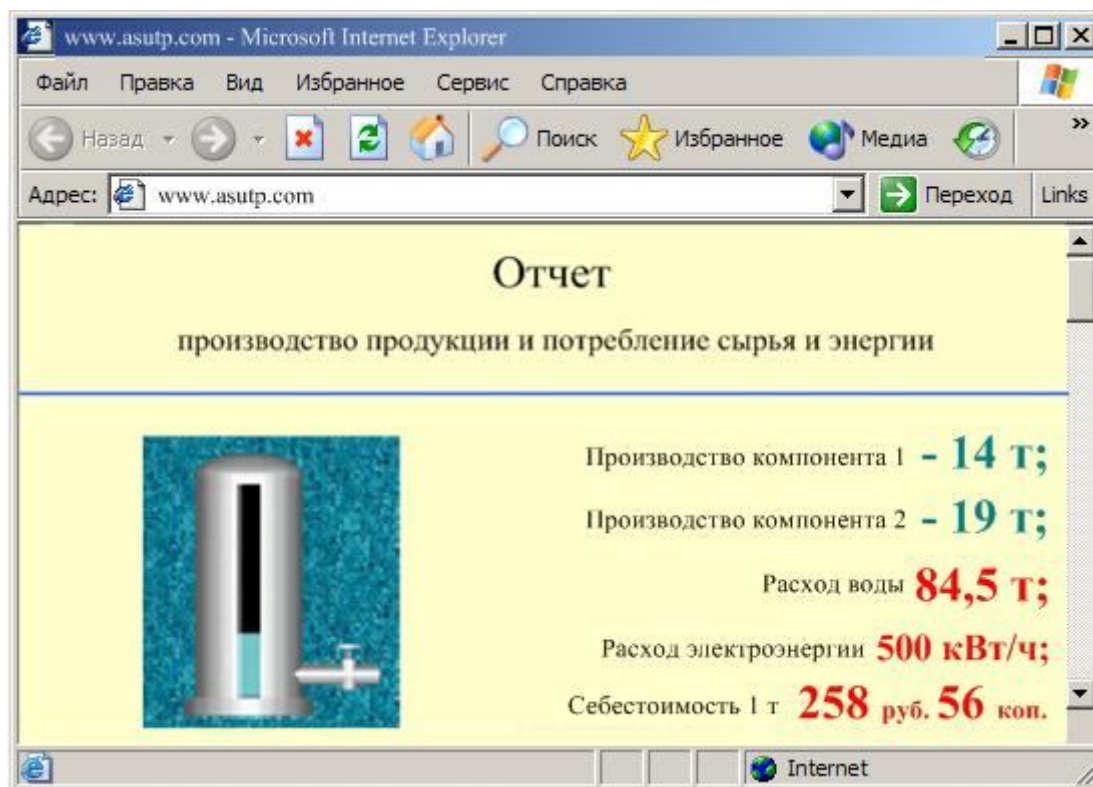 www.asutp.com - Microsoft Internet Explorer
Файл Правка Вид Избранное Сервис Справка
Назад Поиск Избранное Медиа »
Адрес: www.asutp.com Переход Links
Отчет
производство продукции и потребление сырья и энергии
Производство компонента 1 - 14 т;
Производство компонента 2 - 19 т;
Расход воды 84,5 т;
Расход электроэнергии 500 кВт/ч;
Себестоимость 1 т 258 руб. 56 коп.
Internet